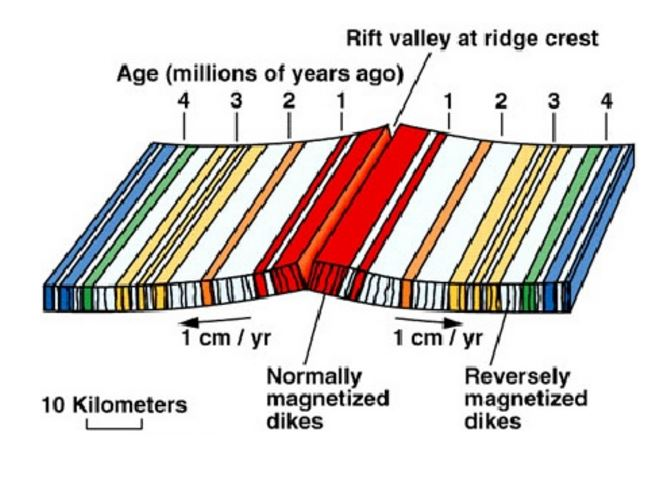 Rift valley at ridge crest
Age (millions of years ago)
4 3 2 1 1 2 3 4
1 cm / yr 1 cm / yr
Normally
magnetized
dikes
Reversely
magnetized
dikes
10 Kilometers